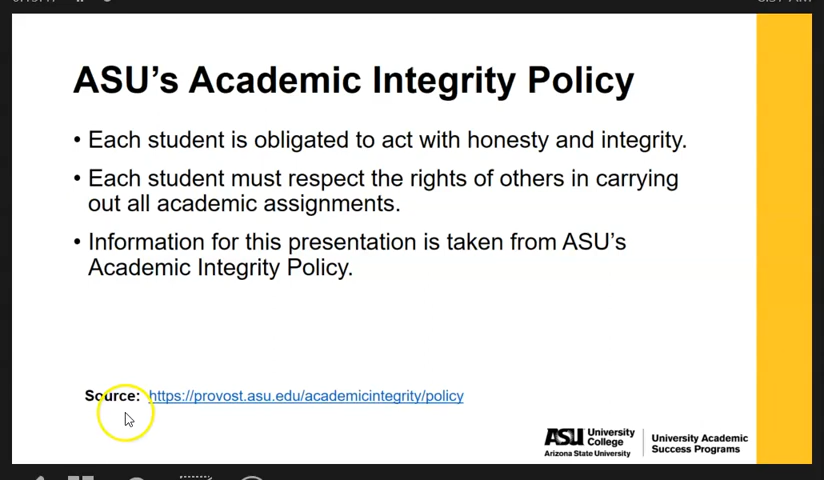 ASU’s Academic Integrity Policy
• Each student is obligated to act with honesty and integrity.
• Each student must respect the rights of others in carrying
out all academic assignments.
• Information for this presentation is taken from ASU’s
Academic Integrity Policy.
Source: https://provost.asu.edu/academicintegrity/policy
ASU University
College
Arizona State University
University Academic
Success Programs